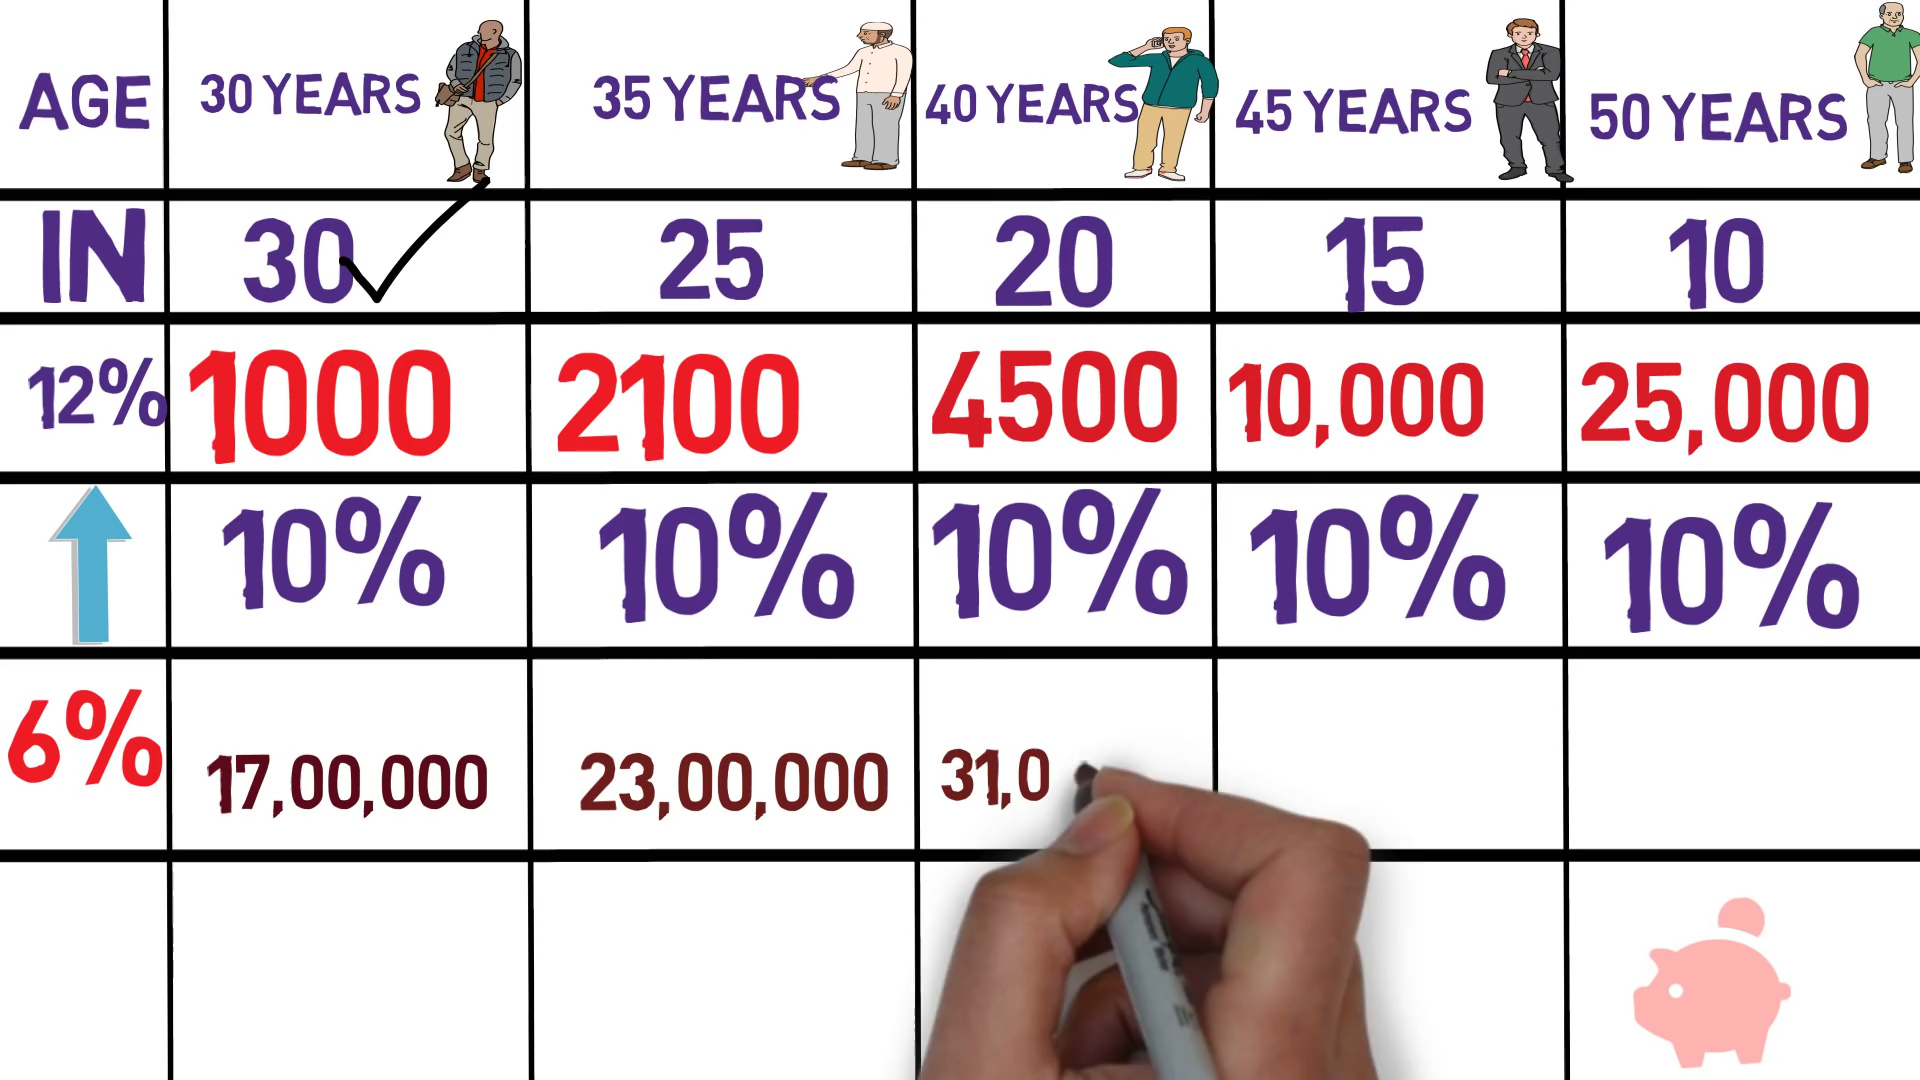 AGE 30 YEARS 35 YEARS 40 YEARS 45 YEARS 50 YEARS
IN 30 25 20 15 10
12% 1000 2100 4500 10,000 25,000
10% 10% 10% 10% 10%
6% 17,00,000 23,00,000 31,0